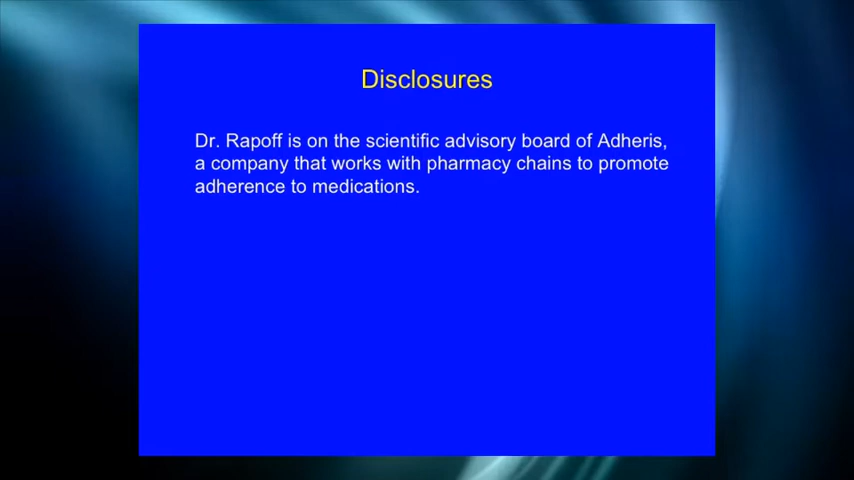 Disclosures
Dr. Rapoff is on the scientific advisory board of Adheris,
a company that works with pharmacy chains to promote
adherence to medications.